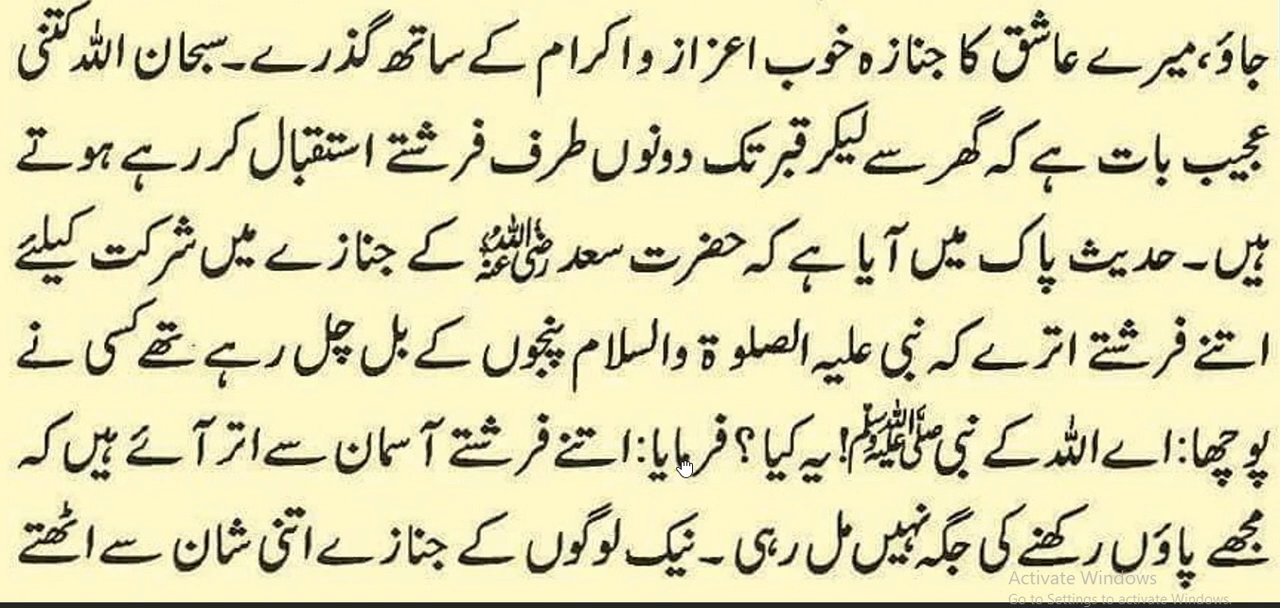 جاؤ، میرے عاشق کا جنازہ خوب اعزاز و اکرام کے ساتھ گذرے۔ سبحان اللہ کتنی
عجیب بات ہے کہ گھر سے لیکر قبر تک دونوں طرف فرشتے استقبال کر رہے ہوتے
ہیں۔ حدیث پاک میں آیا ہے کہ حضرت سعد رضی اللہ عنہ کے جنازے میں شرکت کیلئے
اتنے فرشتے اترے کہ نبی علیہ الصلوۃ والسلام پنجوں کے بل چل رہے تھے کسی نے
پوچھا: اے اللہ کے نبی ﷺ! یہ کیا؟ فرمایا: اتنے فرشتے آسمان سے اتر آئے ہیں کہ
مجھے پاؤں رکھنے کی جگہ نہیں مل رہی۔ نیک لوگوں کے جنازے اتنی شان سے اٹھتے
Activate Windows
Go to Settings to activate Windows.